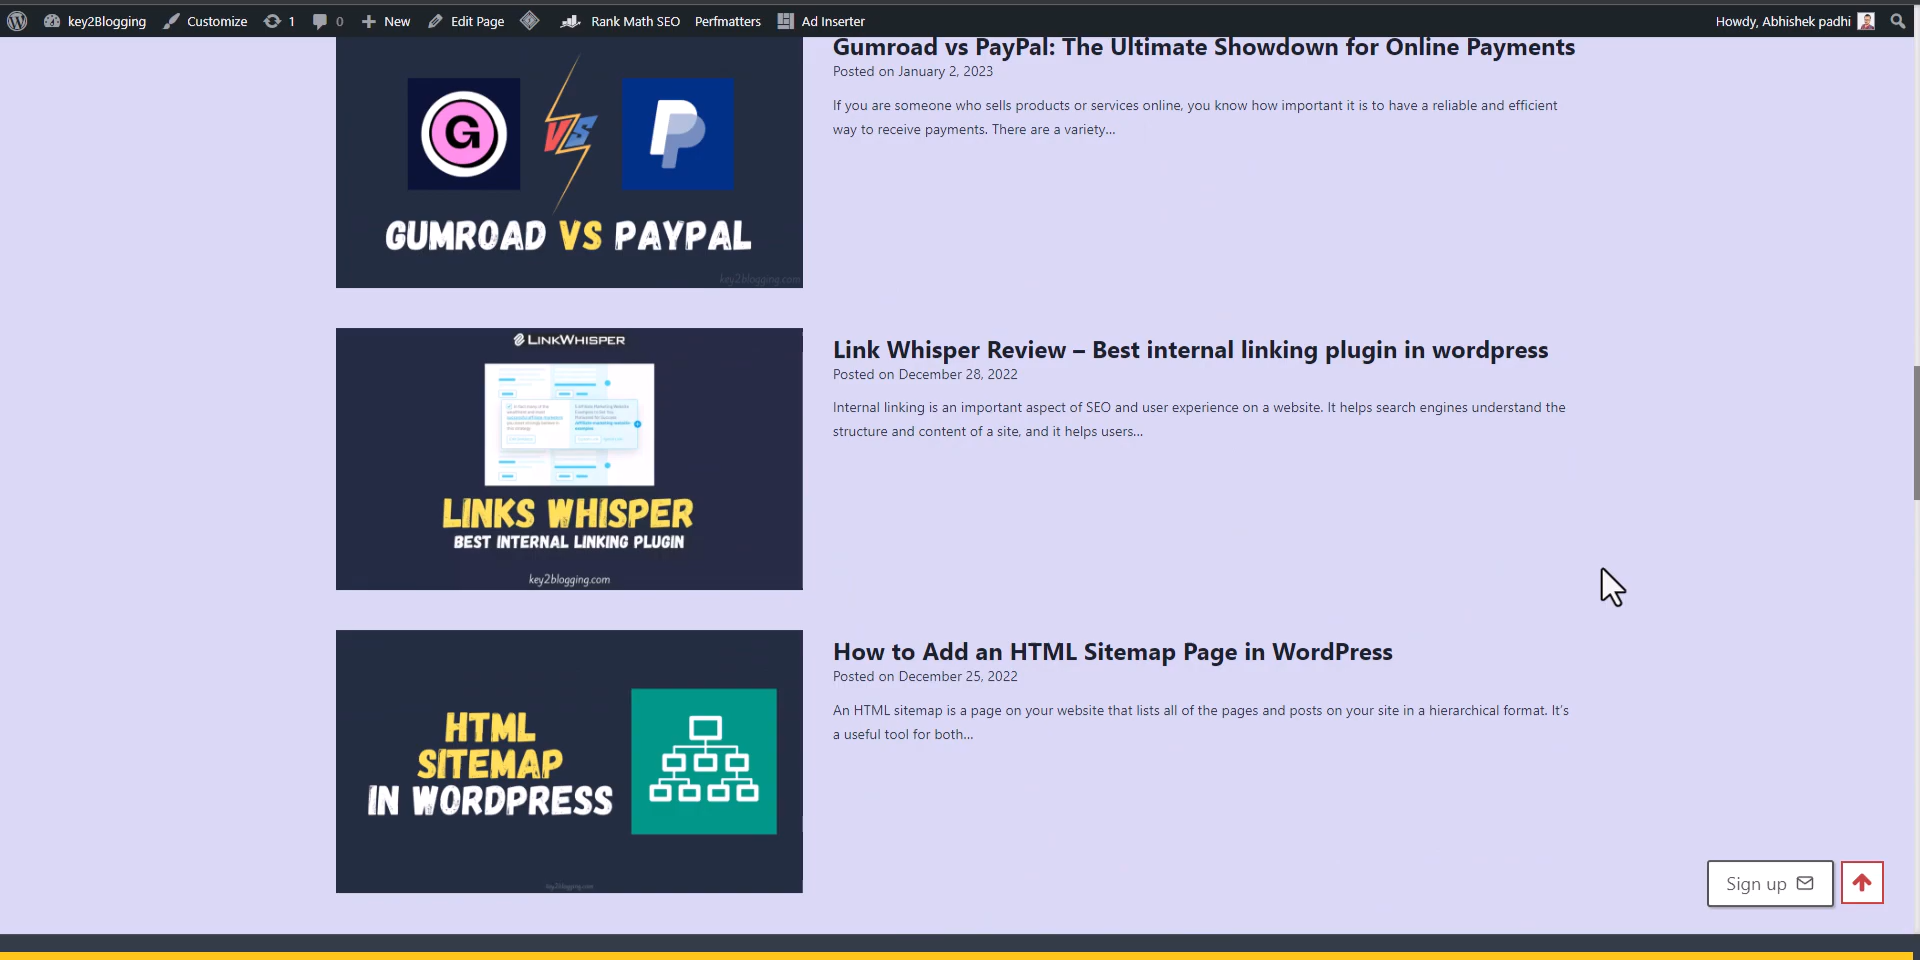 key2Blogging Customize 1 0 New Edit Page Rank Math SEO Perfmatters Ad Inserter Howdy, Abhishek padhi
Gumroad vs PayPal: The Ultimate Showdown for Online Payments
Posted on January 2, 2023
If you are someone who sells products or services online, you know how important it is to have a reliable and efficient
way to receive payments. There are a variety...
G VS P
GUMROAD VS PAYPAL
key2blogging.com
LINKWHISPER
LINKS WHISPER
BEST INTERNAL LINKING PLUGIN
key2blogging.com
Link Whisper Review – Best internal linking plugin in wordpress
Posted on December 28, 2022
Internal linking is an important aspect of SEO and user experience on a website. It helps search engines understand the
structure and content of a site, and it helps users...
HTML
SITEMAP
IN WORDPRESS
How to Add an HTML Sitemap Page in WordPress
Posted on December 25, 2022
An HTML sitemap is a page on your website that lists all of the pages and posts on your site in a hierarchical format. It's
a useful tool for both...
Sign up